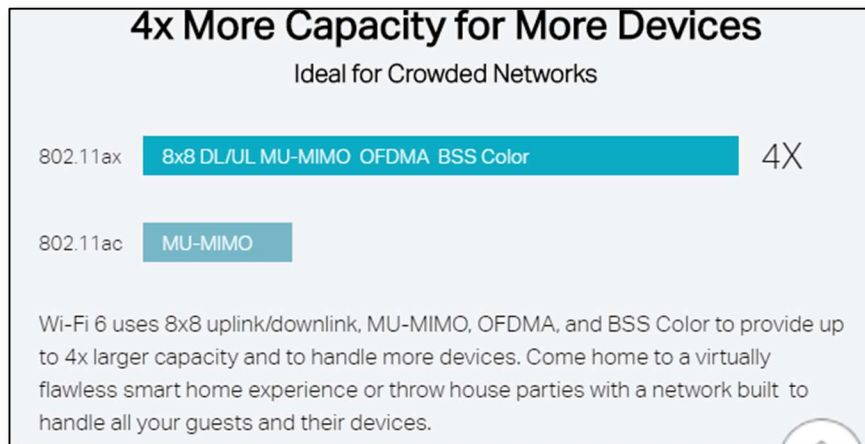 4x More Capacity for More Devices
Ideal for Crowded Networks
802.11ax 8x8 DL/UL MU-MIMO OFDMA BSS Color 4X
802.11ac MU-MIMO
Wi-Fi 6 uses 8x8 uplink/downlink, MU-MIMO, OFDMA, and BSS Color to provide up
to 4x larger capacity and to handle more devices. Come home to a virtually
flawless smart home experience or throw house parties with a network built to
handle all your guests and their devices.